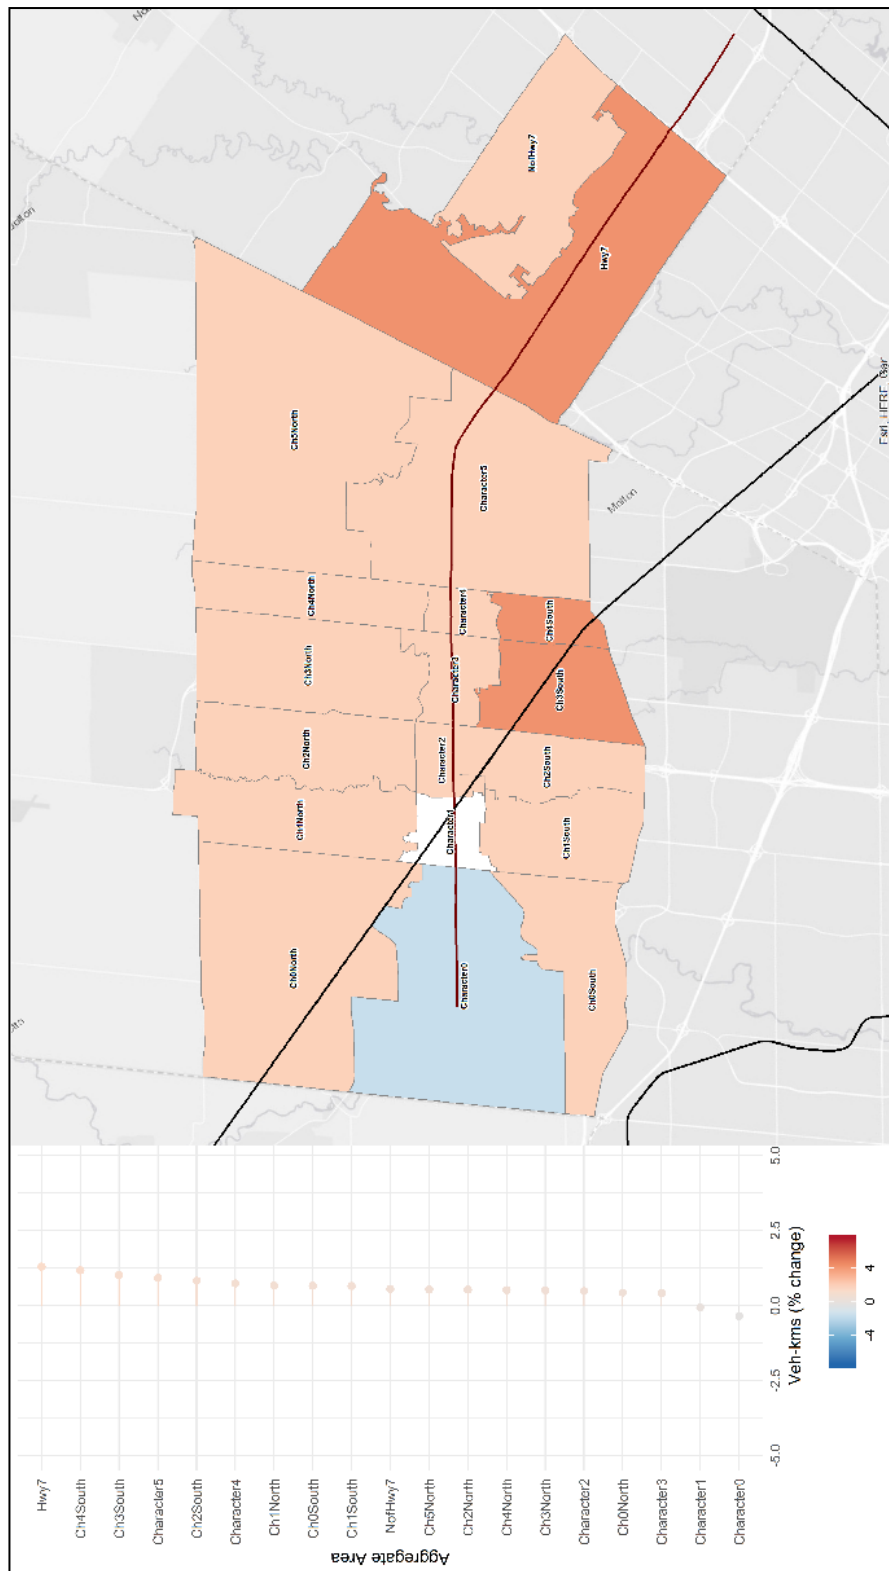 Aggregate Area
Hwy7
Ch4South
Ch3South
Character5
Ch2South
Character4
Ch1North
Ch0South
Ch1South
NofHwy7
Ch5North
Ch2North
Ch4North
Ch3North
Character2
Ch0North
Character3
Character1
Character0
-5.0
-2.5
0.0
2.5
5.0
Veh-kms (% change)
-4
0
4
Ch0North
Ch1North
Ch2North
Ch3North
Ch4North
Ch5North
NofHwy7
Hwy7
Character0
Character1
Character2
Character3
Character4
Character5
Ch0South
Ch1South
Ch2South
Ch3South
Ch4South
Malton
Esri, HERE, Gar